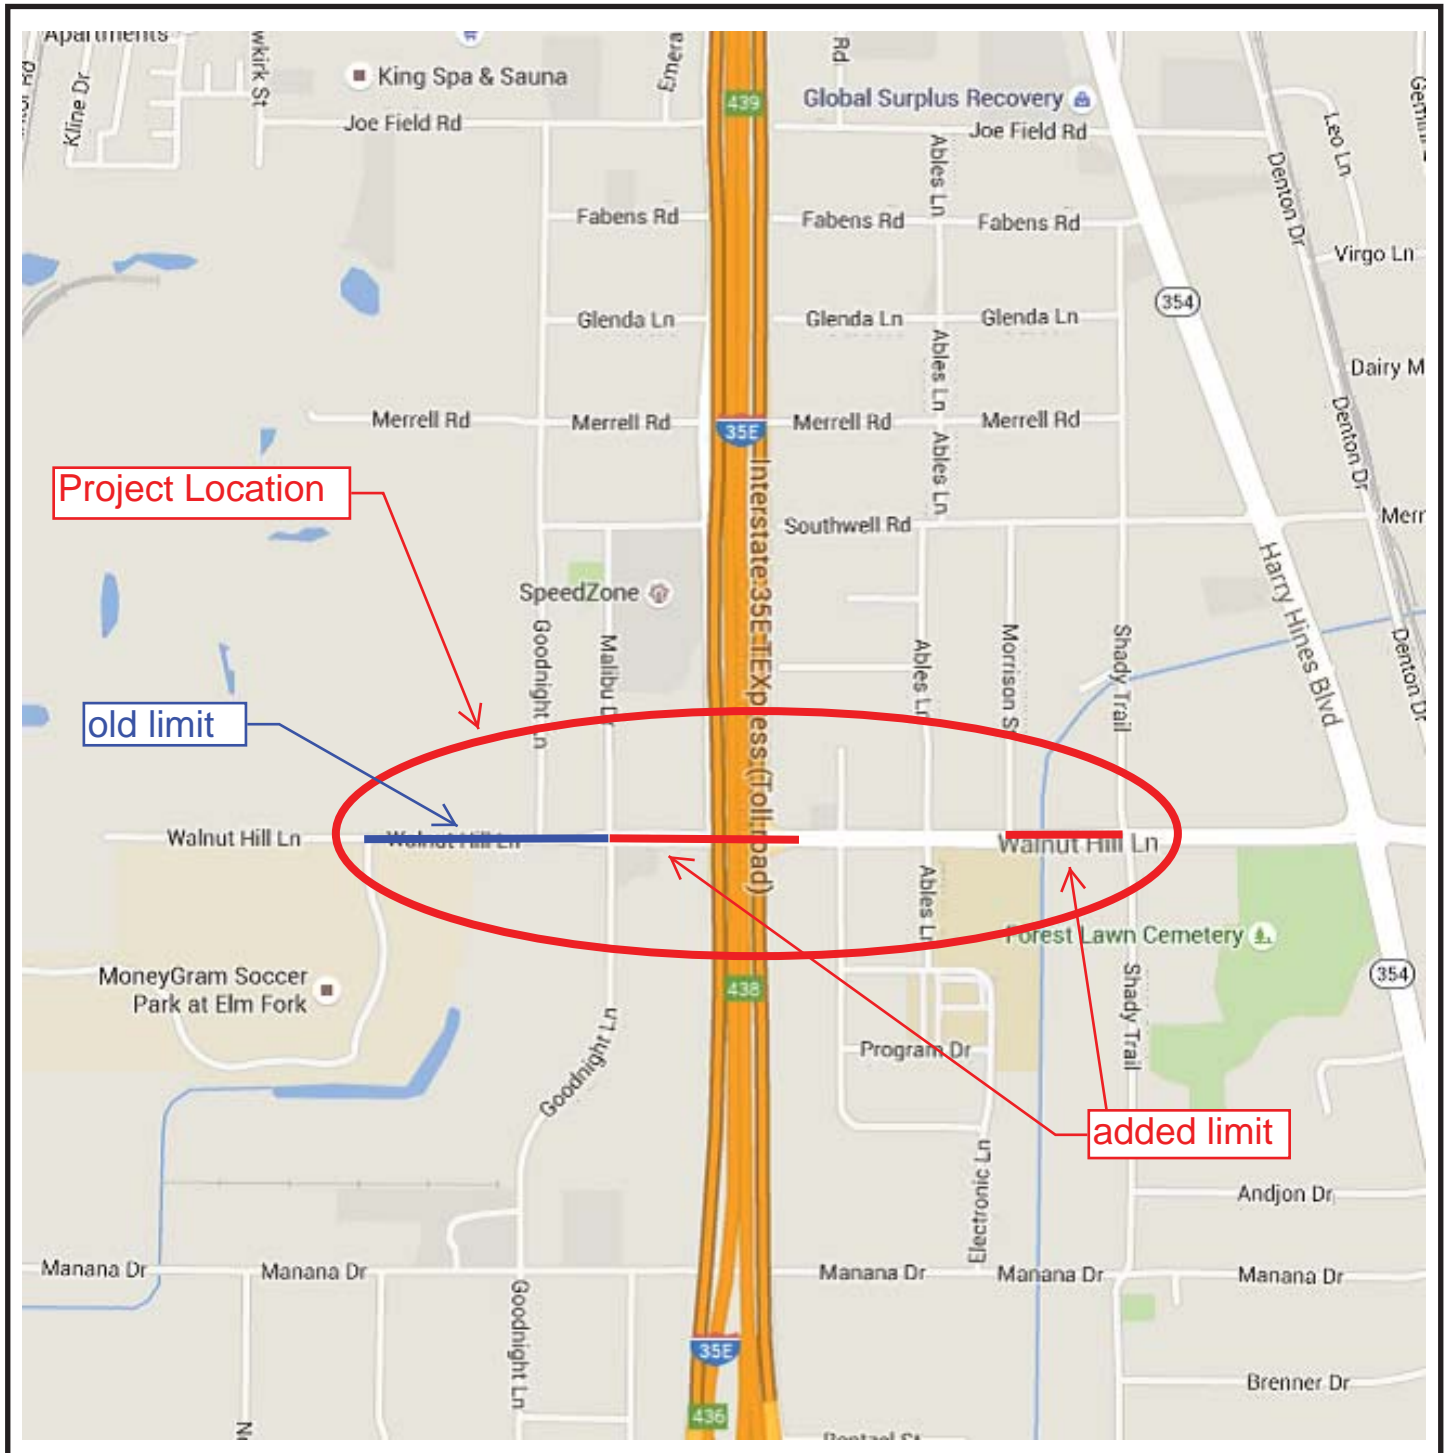 Apartments
wkirk St
Kline Dr
King Spa & Sauna
Emera
Rd
439
Global Surplus Recovery
Joe Field Rd
Joe Field Rd
Leo Ln
Denton Dr
Ables Ln
Fabens Rd
Fabens Rd
Fabens Rd
Virgo Ln
354
Glenda Ln
Glenda Ln
Glenda Ln
Ables Ln
Dairy M
Merrell Rd
Merrell Rd
35E
Merrell Rd
Merrell Rd
Denton Dr
Ables Ln
Project Location
Interstate 35E TEXpress (Toll road)
Southwell Rd
Merr
SpeedZone
Harry Hines Blvd
Goodnight Ln
Malibu Dr
Ables Ln
Morrison S
Shady Trail
Denton Dr
old limit
Walnut Hill Ln
Walnut Hill Ln
Walnut Hill Ln
Ables Ln
Forest Lawn Cemetery
MoneyGram Soccer
Park at Elm Fork
438
354
Shady Trail
Goodnight Ln
Program Dr
added limit
Electronic Ln
Andjon Dr
Manana Dr
Manana Dr
Manana Dr
Manana Dr
Manana Dr
Goodnight Ln
35E
Brenner Dr
436